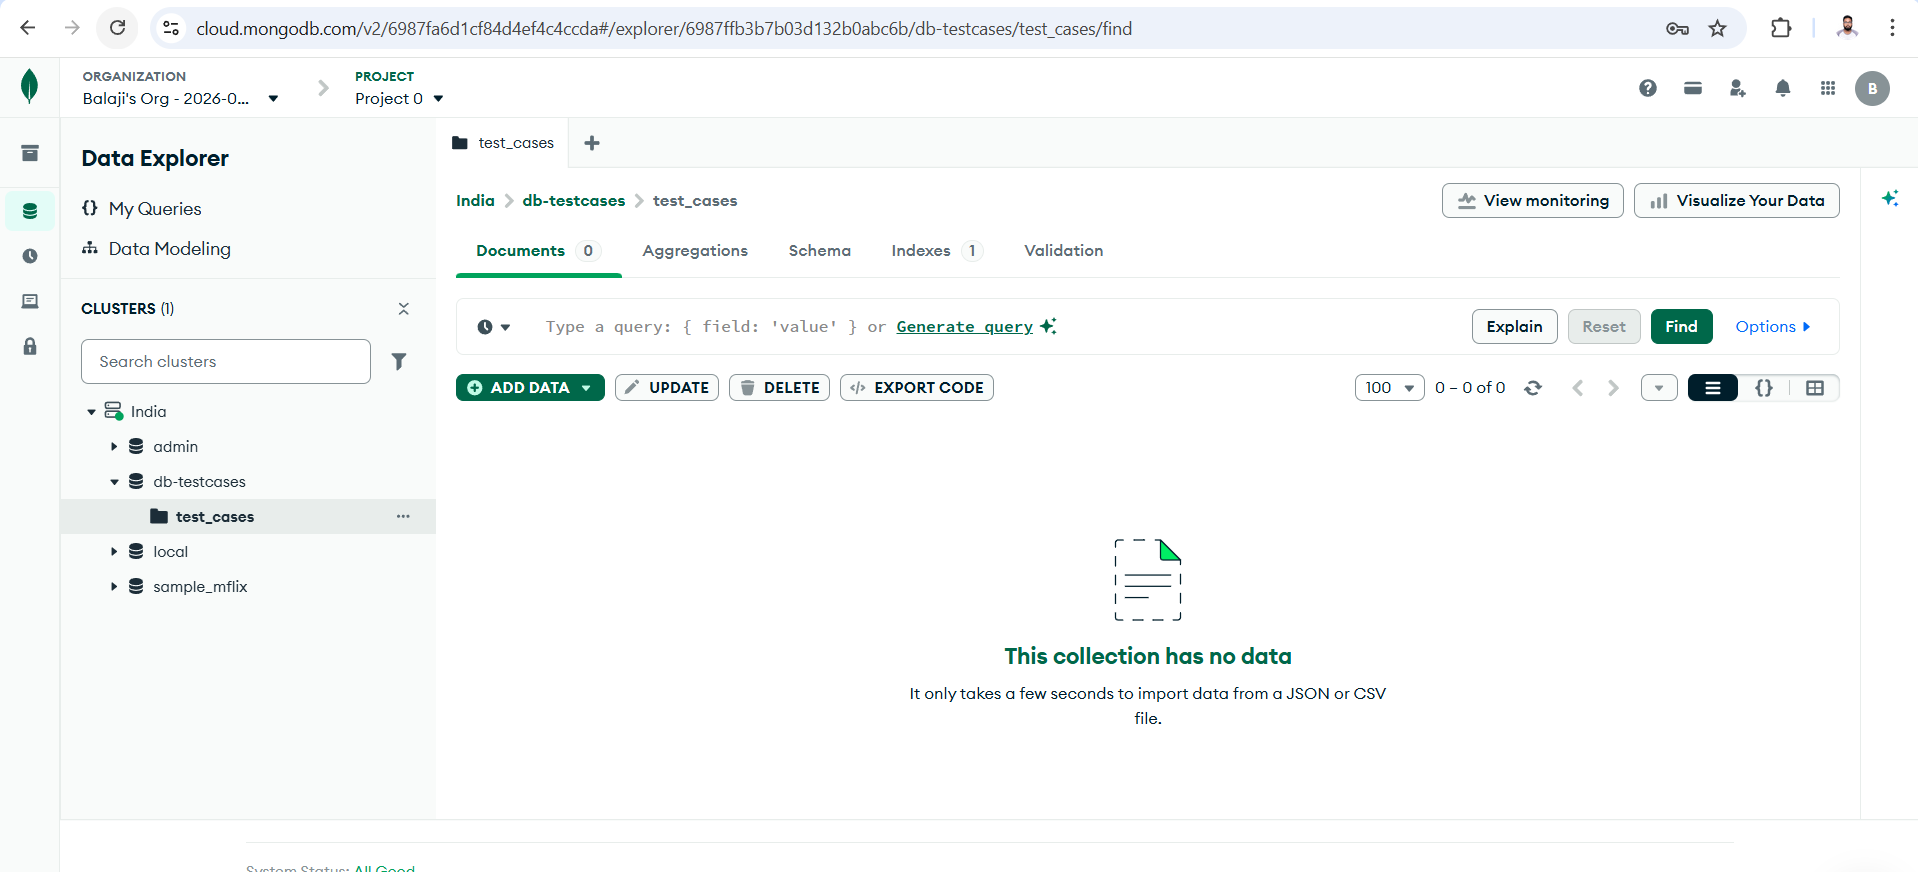 cloud.mongodb.com/v2/6987fa6d1cf84d4ef4c4ccda#/explorer/6987ffb3b7b03d132b0abc6b/db-testcases/test_cases/find
ORGANIZATION
Balaji's Org - 2026-0...
PROJECT
Project 0
B
Data Explorer
My Queries
Data Modeling
CLUSTERS (1)
Search clusters
India
admin
db-testcases
test_cases
local
sample_mflix
test_cases
India > db-testcases > test_cases
View monitoring
Visualize Your Data
Documents 0
Aggregations
Schema
Indexes 1
Validation
Type a query: { field: 'value' } or Generate query
Explain
Reset
Find
Options
ADD DATA
UPDATE
DELETE
EXPORT CODE
100
0 – 0 of 0
This collection has no data
It only takes a few seconds to import data from a JSON or CSV
file.
System Status: All Good